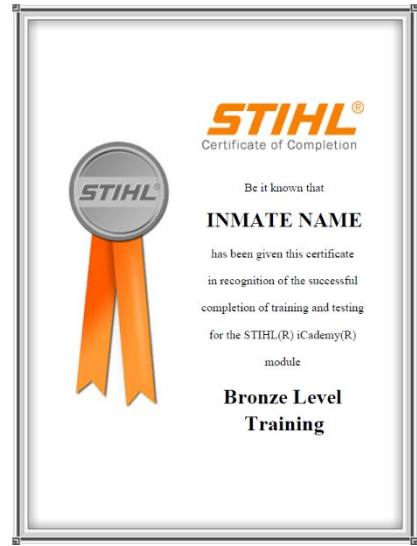 STIHL®
Certificate of Completion
STIHL®
Be it known that
INMATE NAME
has been given this certificate
in recognition of the successful
completion of training and testing
for the STIHL(R) iCademy(R)
module
Bronze Level
Training